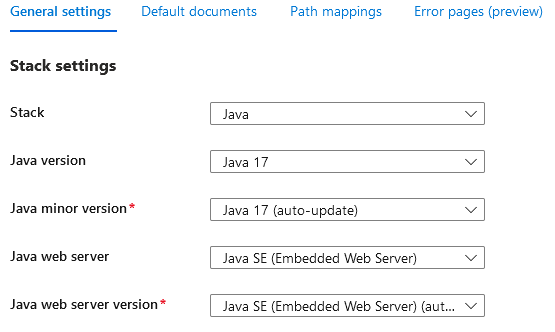 General settings Default documents Path mappings Error pages (preview)
Stack settings
Stack Java
Java version Java 17
Java minor version* Java 17 (auto-update)
Java web server Java SE (Embedded Web Server)
Java web server version* Java SE (Embedded Web Server) (aut...